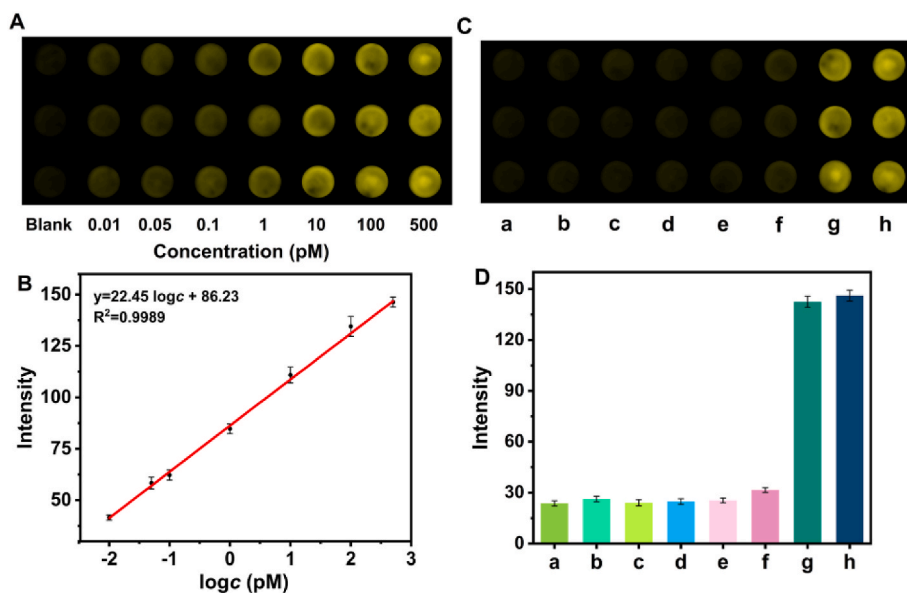 A
Blank 0.01 0.05 0.1 1 10 100 500
Concentration (pM)
C
a b c d e f g h
B
y=22.45 logc + 86.23
R²=0.9989
150
125
100
75
50
Intensity
-2 -1 0 1 2 3
logc (pM)
D
150
120
90
60
30
0
Intensity
a b c d e f g h